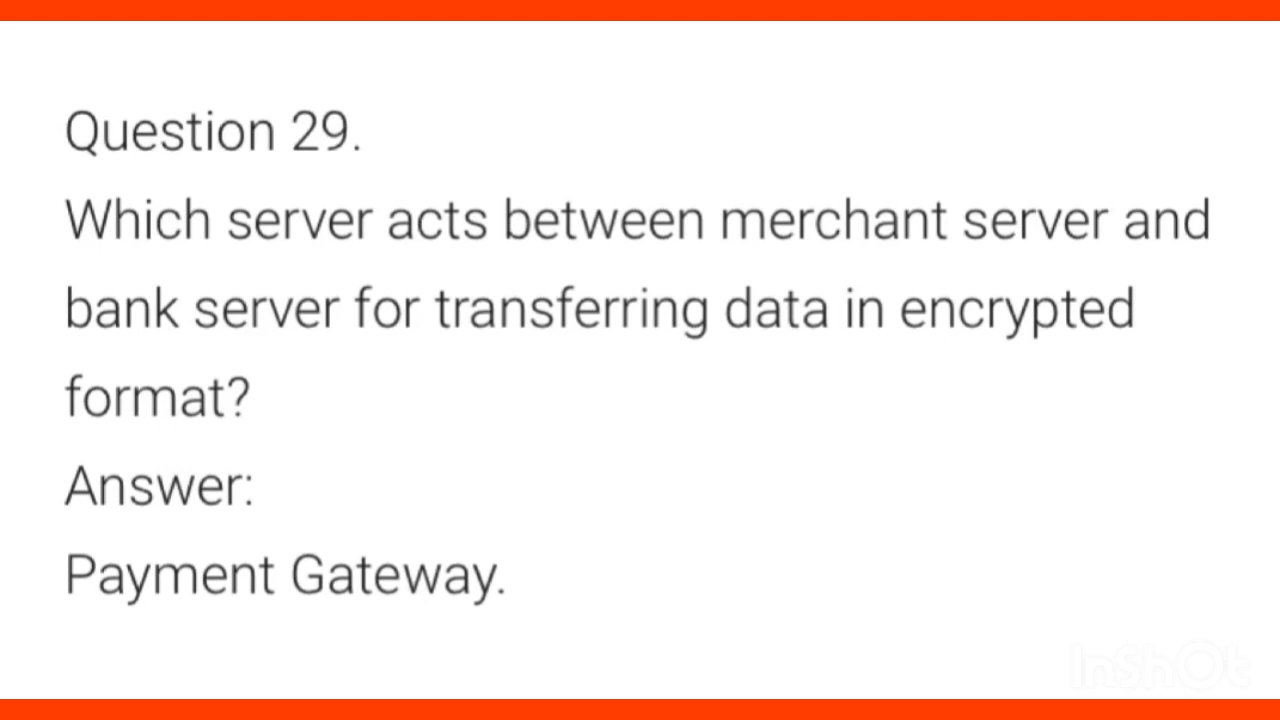 Question 29.
Which server acts between merchant server and
bank server for transferring data in encrypted
format?
Answer:
Payment Gateway.
InShOt